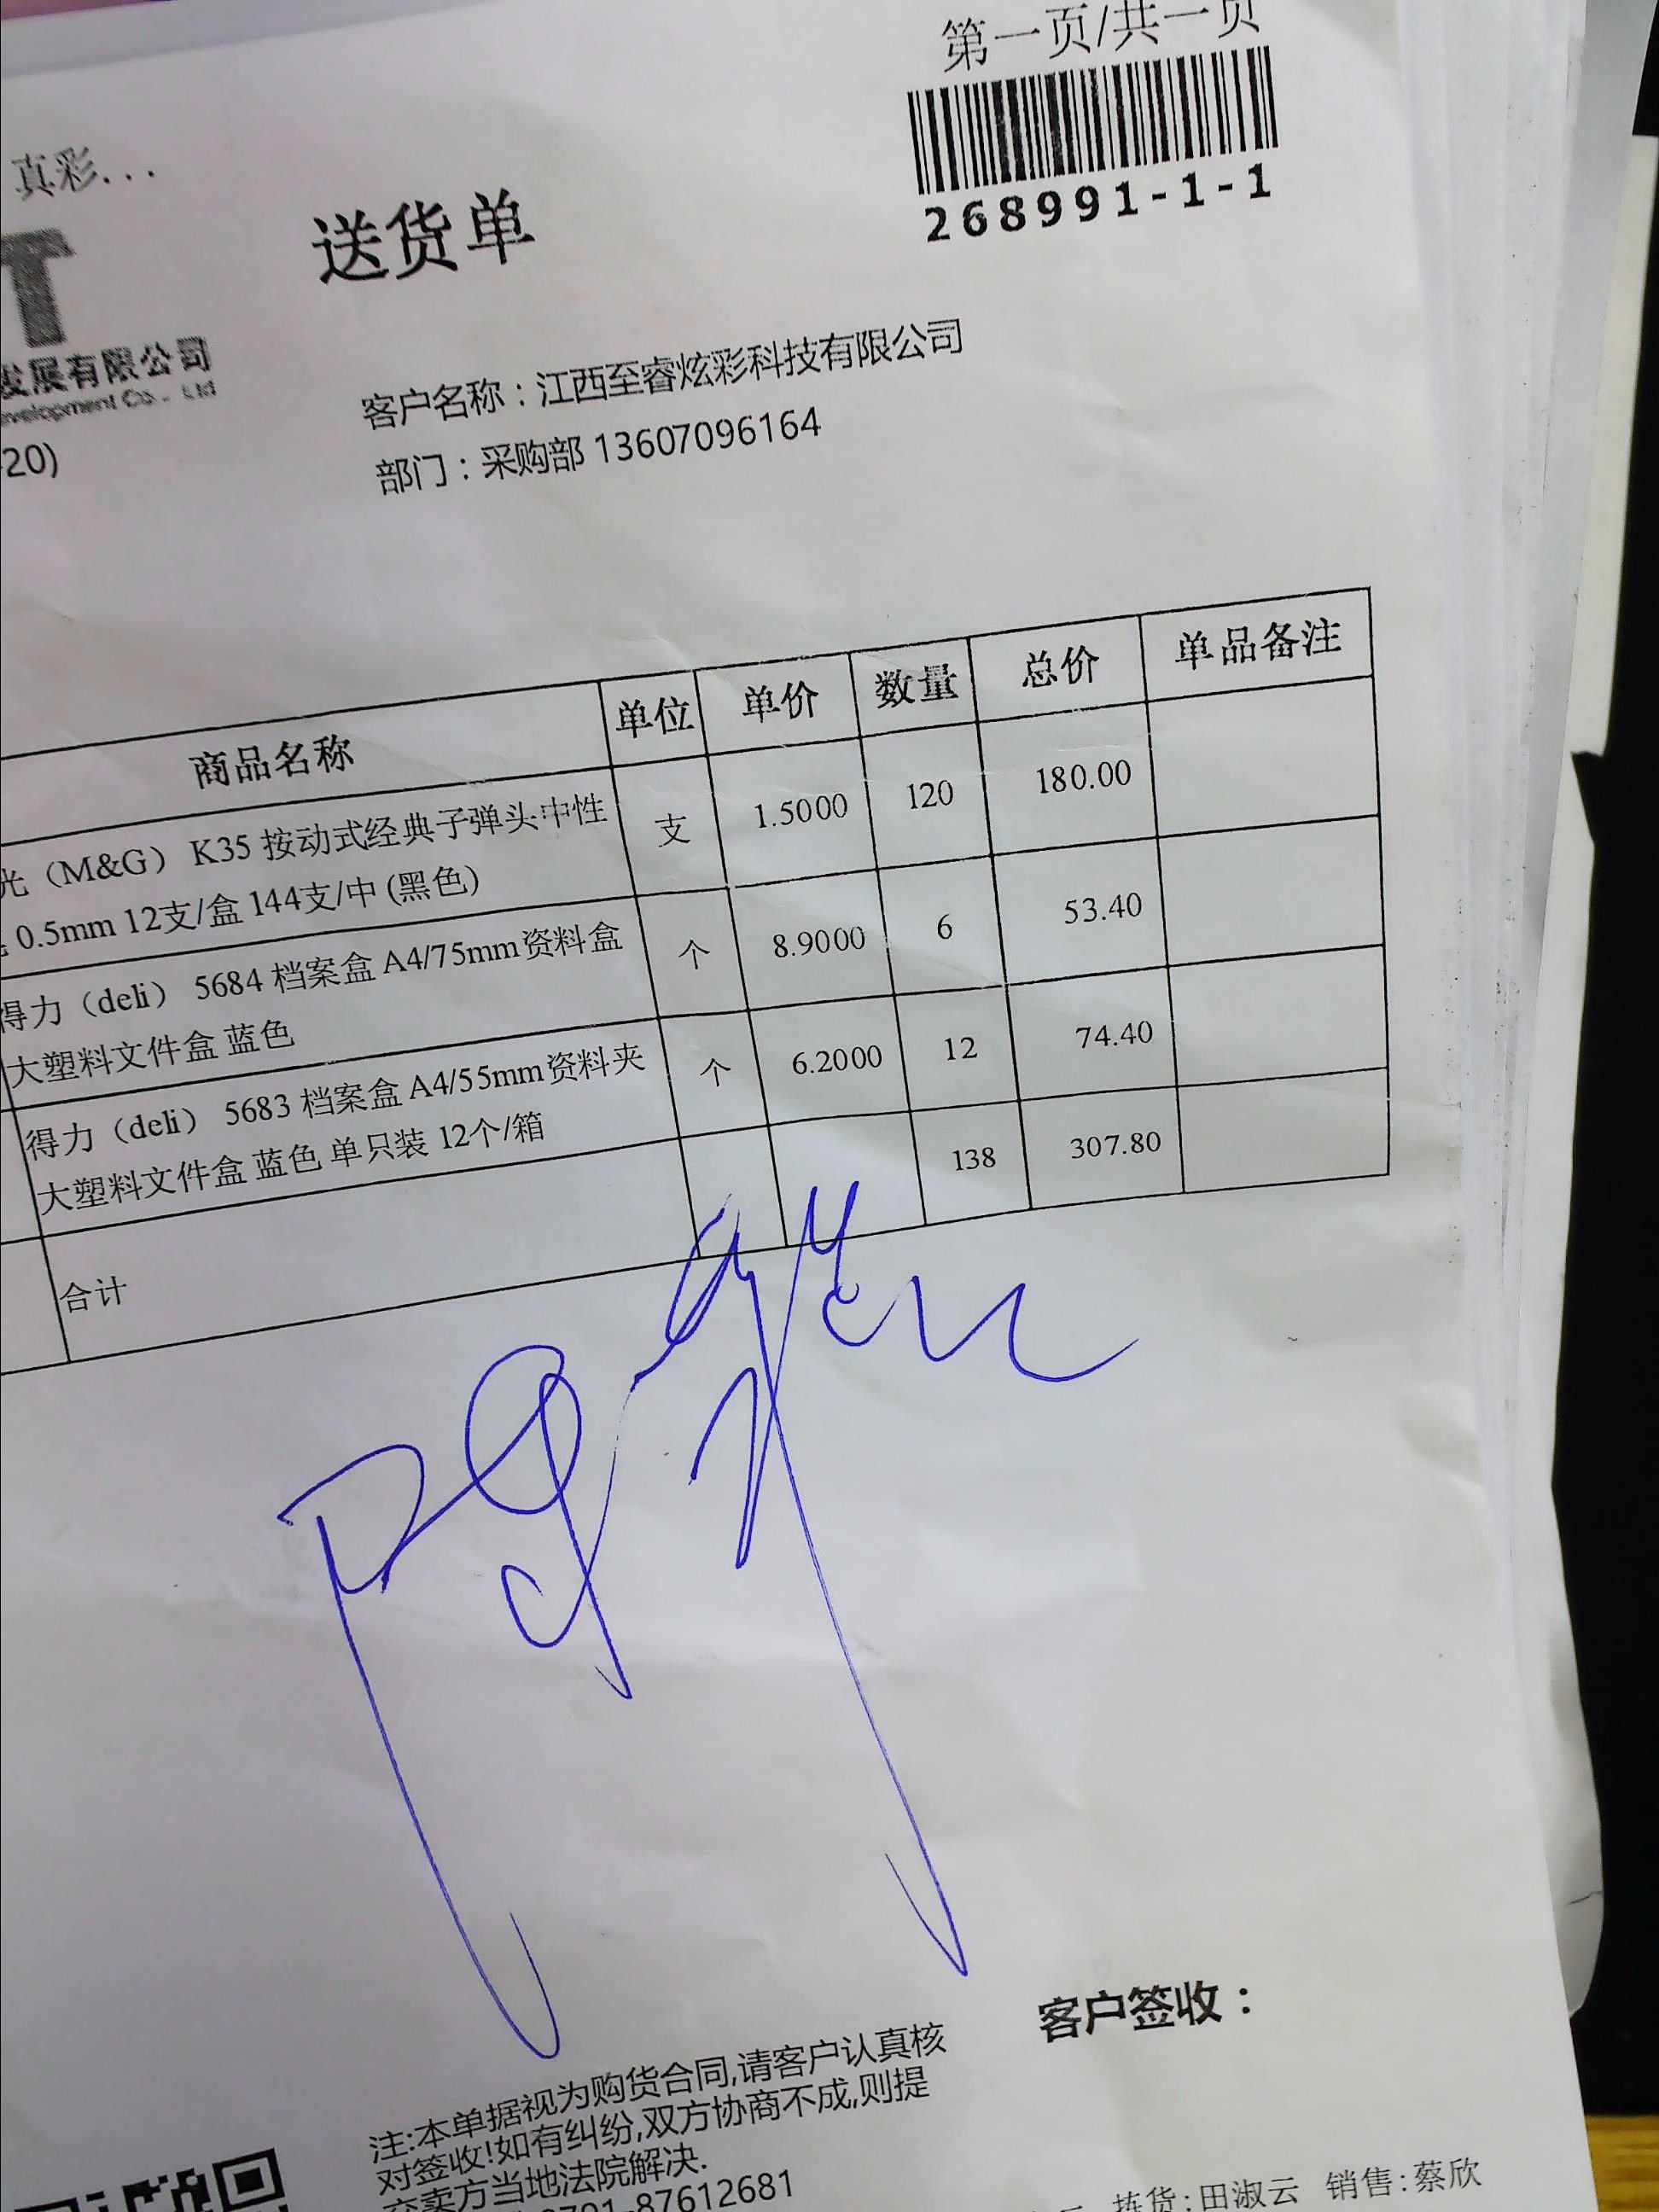 第一页/共一页
268991-1-1
真彩...
送货单
T
发展有限公司
evelopment Co., Ltd
20)
客户名称：江西至睿炫彩科技有限公司
部门：采购部 13607096164
商品名称 单位 单价 数量 总价 单品备注
光（M&G） K35 按动式经典子弹头中性
0.5mm 12支/盒 144支/中 (黑色)
支 1.5000 120 180.00
得力（deli） 5684 档案盒 A4/75mm资料盒
大塑料文件盒 蓝色
个 8.9000 6 53.40
得力（deli） 5683 档案盒 A4/55mm资料夹
大塑料文件盒 蓝色 单只装 12个/箱
个 6.2000 12 74.40
合计 138 307.80
客户签收：
注:本单据视为购货合同,请客户认真核
对签收!如有纠纷,双方协商不成,则提
交卖方当地法院解决.
0791-87612681
拣货:田淑云 销售:蔡欣